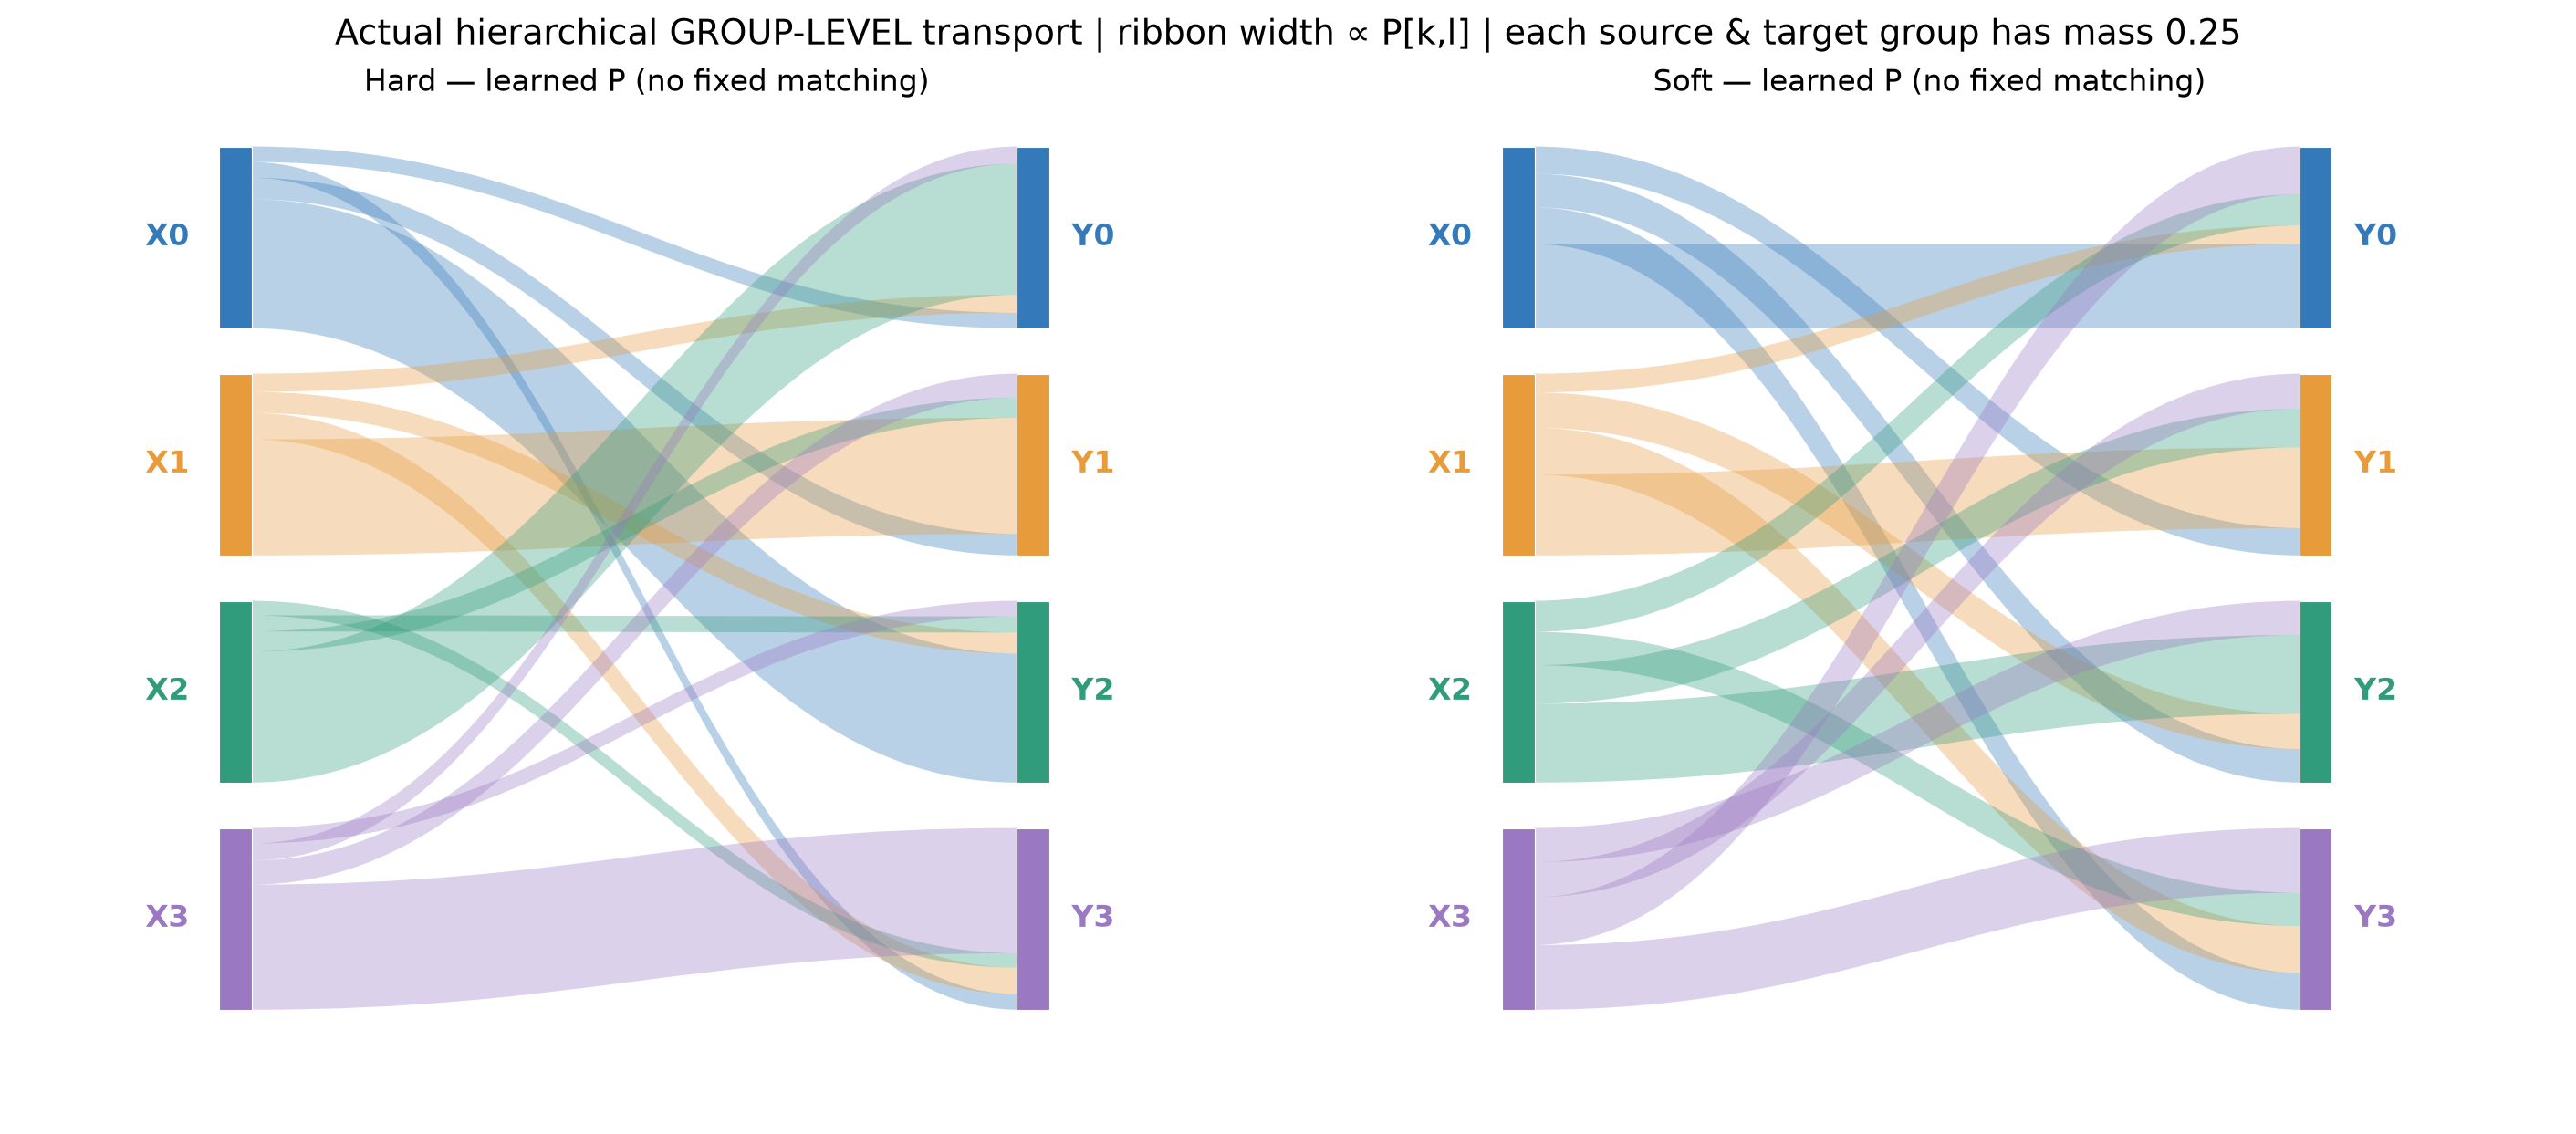 Actual hierarchical GROUP-LEVEL transport | ribbon width ∝ P[k,l] | each source & target group has mass 0.25
Hard — learned P (no fixed matching)
X0
Y0
X1
Y1
X2
Y2
X3
Y3
Soft — learned P (no fixed matching)
X0
Y0
X1
Y1
X2
Y2
X3
Y3